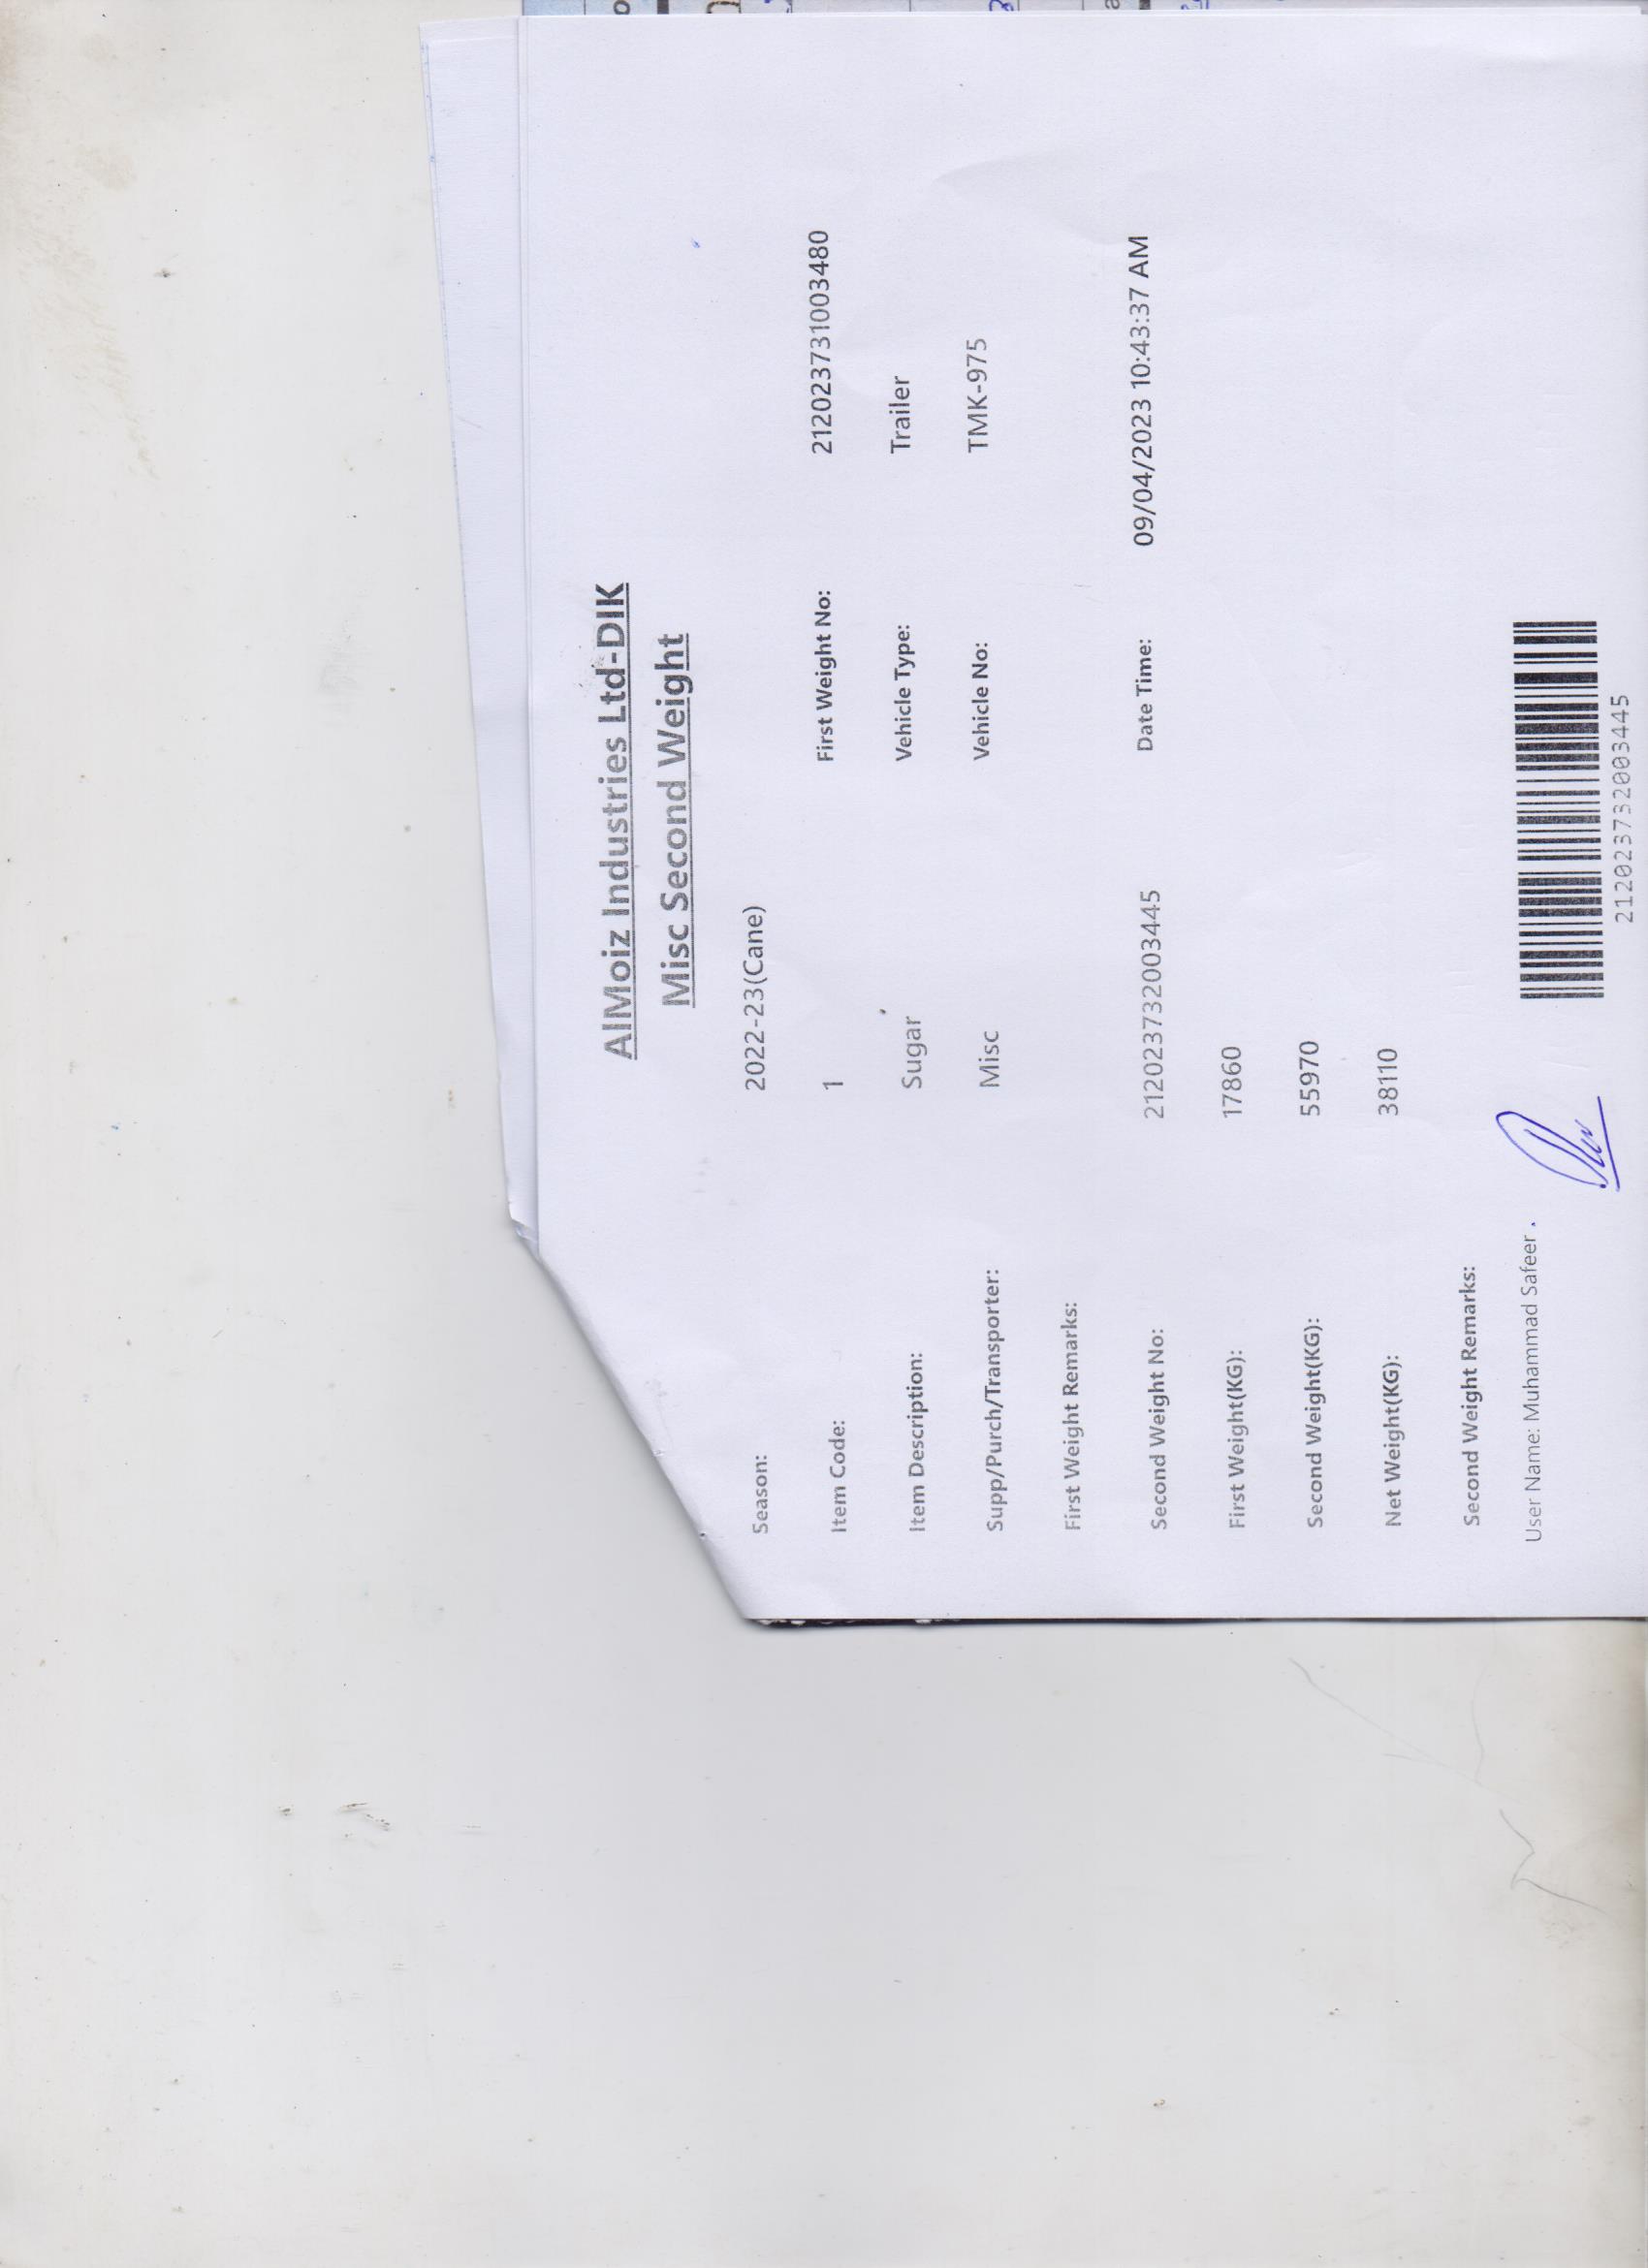 AlMoiz Industries Ltd-DIK
Misc Second Weight
Season: 2022-23(Cane)
Item Code: 1 First Weight No: 2120237310003480
Item Description: Sugar Vehicle Type: Trailer
Supp/Purch/Transporter: Misc Vehicle No: TMK-975
First Weight Remarks:
Second Weight No: 2120237320003445 Date Time: 09/04/2023 10:43:37 AM
First Weight(KG): 17860
Second Weight(KG): 55970
Net Weight(KG): 38110
Second Weight Remarks:
User Name: Muhammad Safeer
2120237320003445